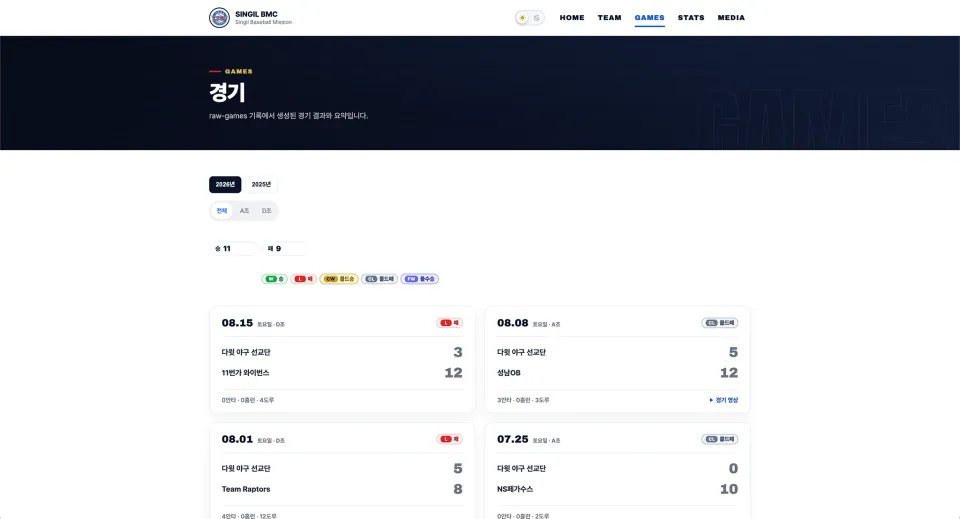 SINGIL BMC
Singil Baseball Mission
HOME TEAM GAMES STATS MEDIA
GAMES
경기
raw-games 기록에서 생성된 경기 결과와 요약입니다.
GAMES
2026년 2025년
전체 A조 D조
승 11 패 9
W 승 L 패 CW 콜드승 CL 콜드패 FW 몰수승
08.15 토요일 · D조 L 패
다윗 야구 선교단 3
11번가 와이번스 12
0안타 · 0홈런 · 4도루
08.08 토요일 · A조 CL 콜드패
다윗 야구 선교단 5
성남OB 12
3안타 · 0홈런 · 3도루 ▶ 경기 영상
08.01 토요일 · D조 L 패
다윗 야구 선교단 5
Team Raptors 8
4안타 · 0홈런 · 12도루
07.25 토요일 · A조 CL 콜드패
다윗 야구 선교단 0
NS페가수스 10
0안타 · 0홈런 · 2도루